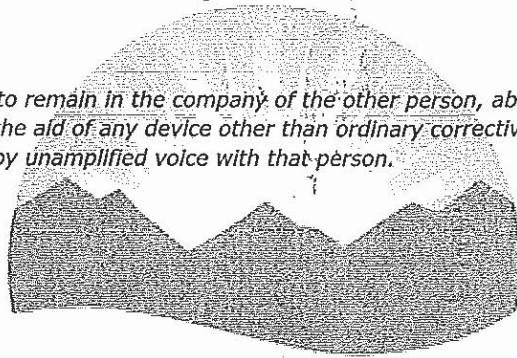 to remain in the company of the other person, ab
the aid of any device other than ordinary correctiv
by unamplified voice with that person.